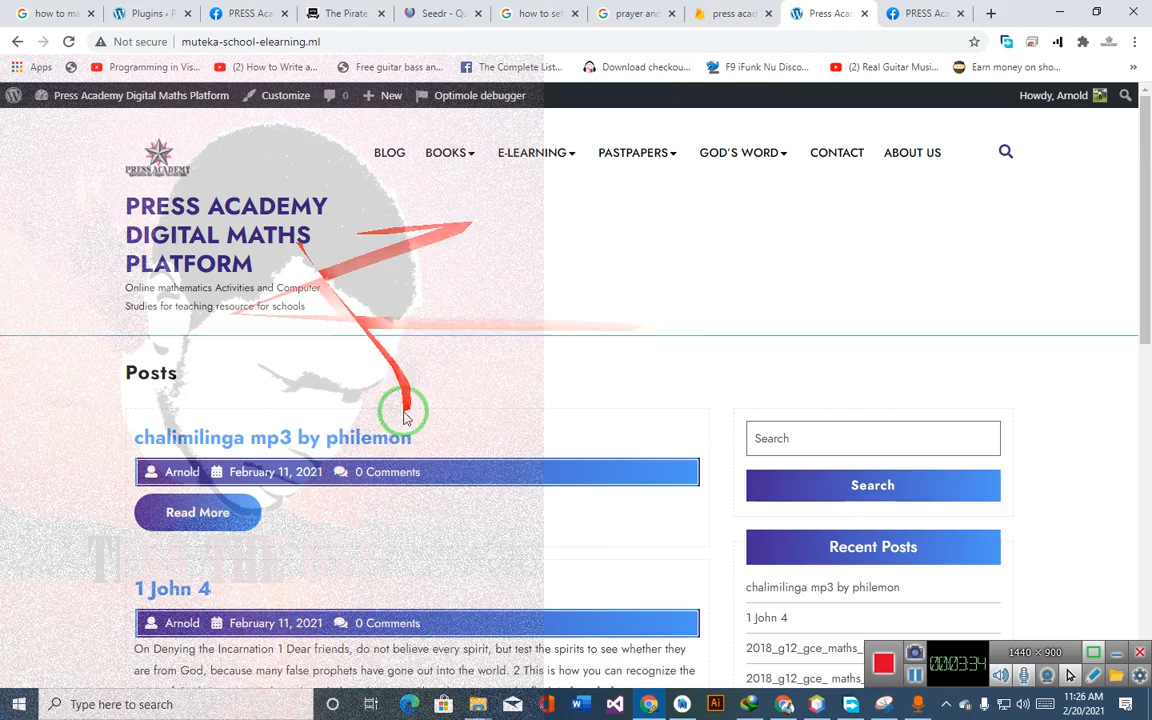 how to ma
Plugins ‹ P
PRESS Aca
The Pirate
Seedr - Qu
how to se
prayer and
press acad
Press Acad
PRESS Aca
Not secure
muteka-school-elearning.ml
Apps
Programming in Vis...
(2) How to Write a...
Free guitar bass an...
The Complete List...
Download checkou...
F9 iFunk Nu Disco...
(2) Real Guitar Musi...
Earn money on sho...
Press Academy Digital Maths Platform
Customize
0
New
Optimole debugger
Howdy, Arnold
PRESS ACADEMY
BLOG
BOOKS
E-LEARNING
PASTPAPERS
GOD'S WORD
CONTACT
ABOUT US
PRESS ACADEMY
DIGITAL MATHS
PLATFORM
Online mathematics Activities and Computer
Studies for teaching resource for schools
Posts
chalimilinga mp3 by philemon
Arnold
February 11, 2021
0 Comments
Read More
1 John 4
Arnold
February 11, 2021
0 Comments
On Denying the Incarnation 1 Dear friends, do not believe every spirit, but test the spirits to see whether they
are from God, because many false prophets have gone out into the world. 2 This is how you can recognize the
Search
Search
Recent Posts
chalimilinga mp3 by philemon
1 John 4
2018_g12_gce_maths_
2018_g12_gce_ maths_
1440 × 900
00:03:34
Type here to search
11:26 AM
2/20/2021